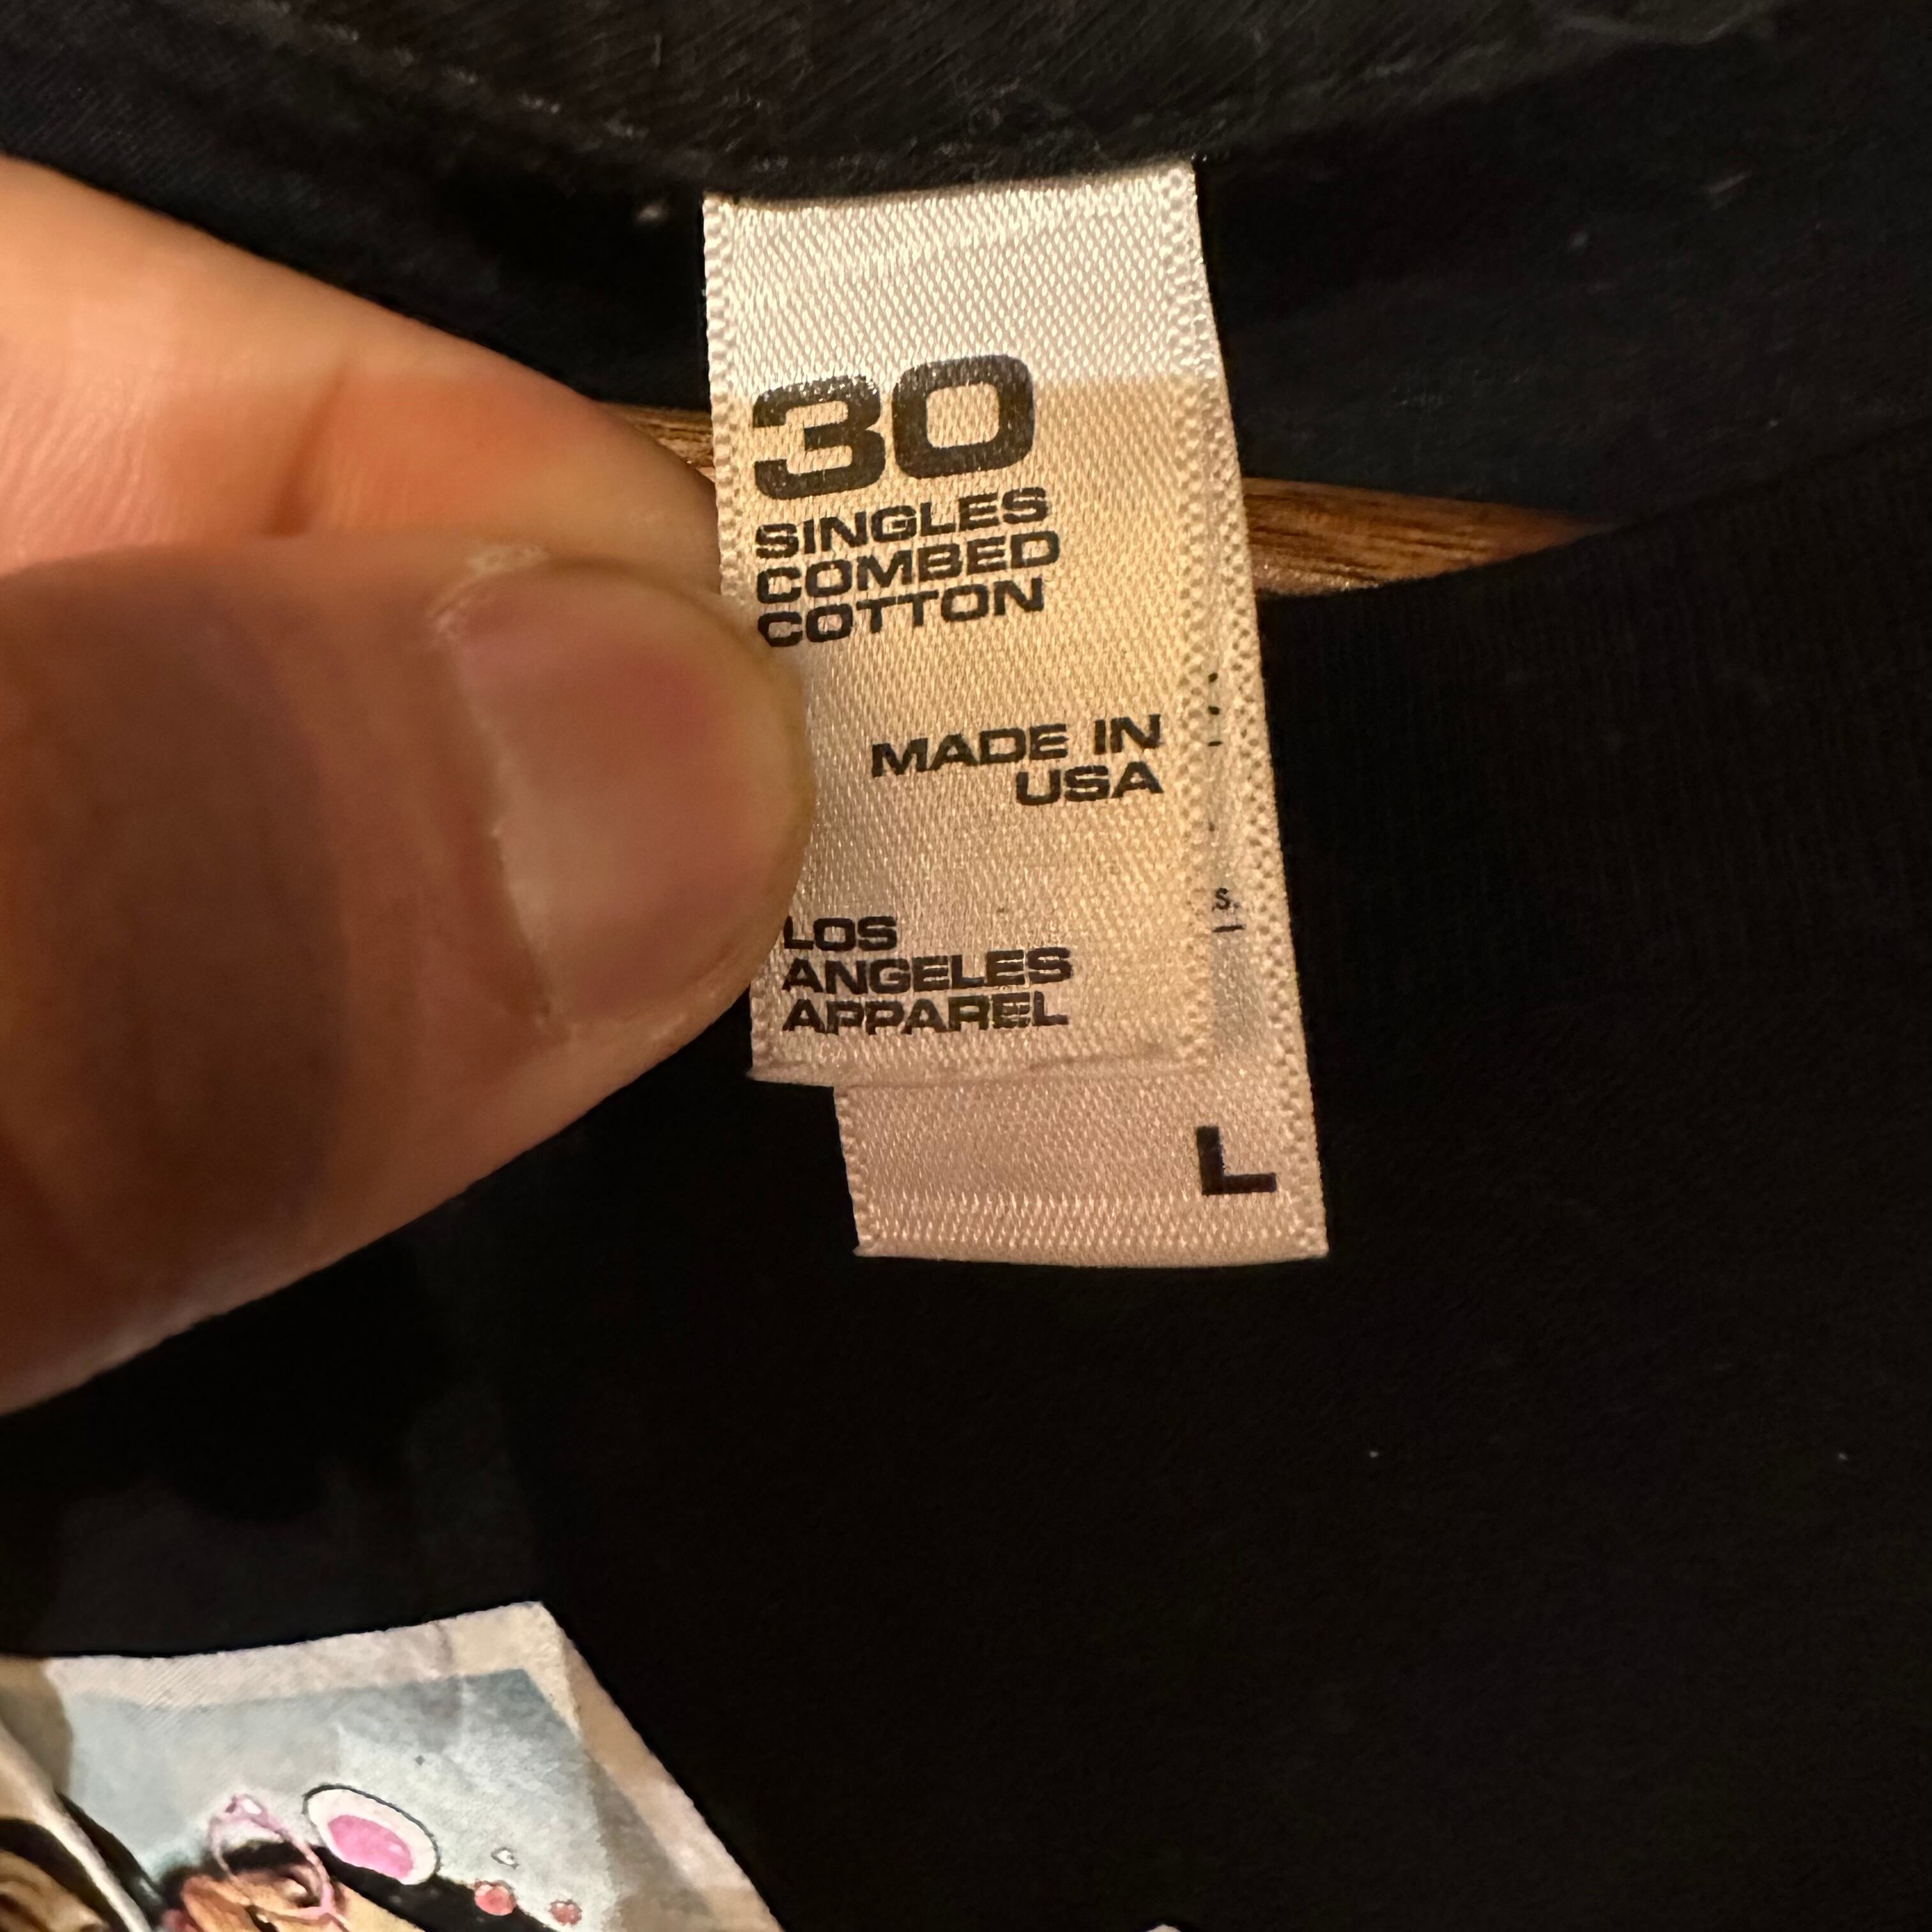 30
SINGLES
COMBED
COTTON
MADE IN
USA
LOS
ANGELES
APPAREL
S.
L